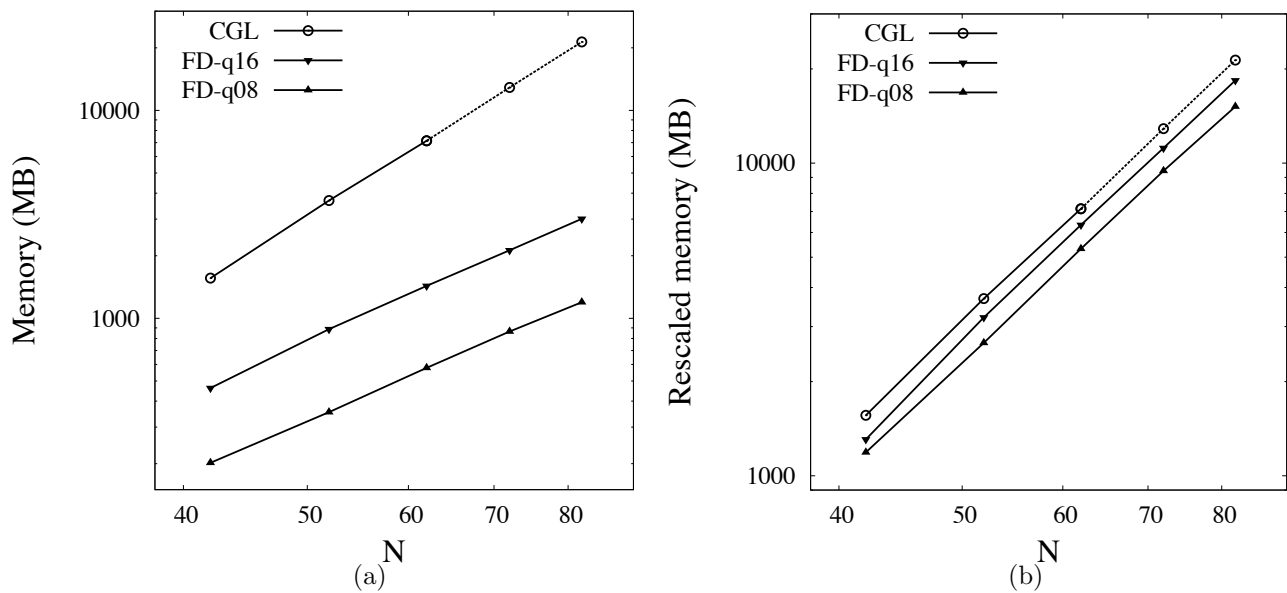 Memory (MB)
10000
1000
CGL
FD-q16
FD-q08
40
50
60
70
80
N
(a)
Rescaled memory (MB)
10000
1000
CGL
FD-q16
FD-q08
40
50
60
70
80
N
(b)